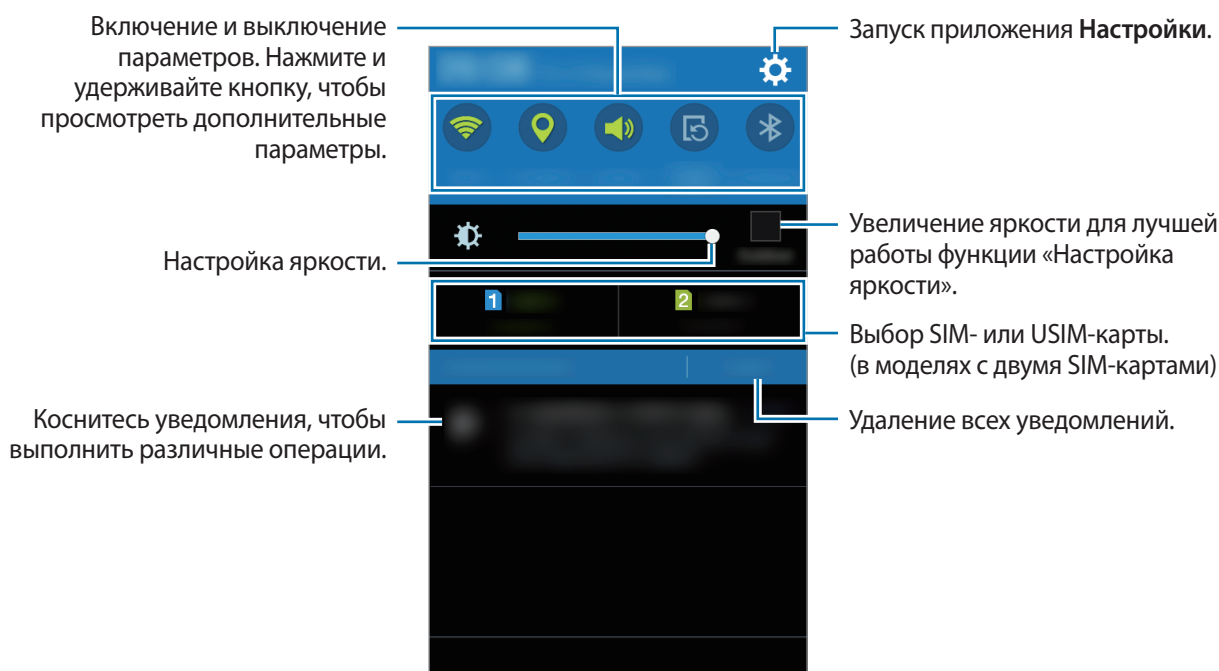 Включение и выключение
параметров. Нажмите и
удерживайте кнопку, чтобы
просмотреть дополнительные
параметры.
Запуск приложения Настройки.
Настройка яркости.
Увеличение яркости для лучшей
работы функции «Настройка
яркости».
1
2
Выбор SIM- или USIM-карты.
(в моделях с двумя SIM-картами)
Коснитесь уведомления, чтобы
выполнить различные операции.
Удаление всех уведомлений.